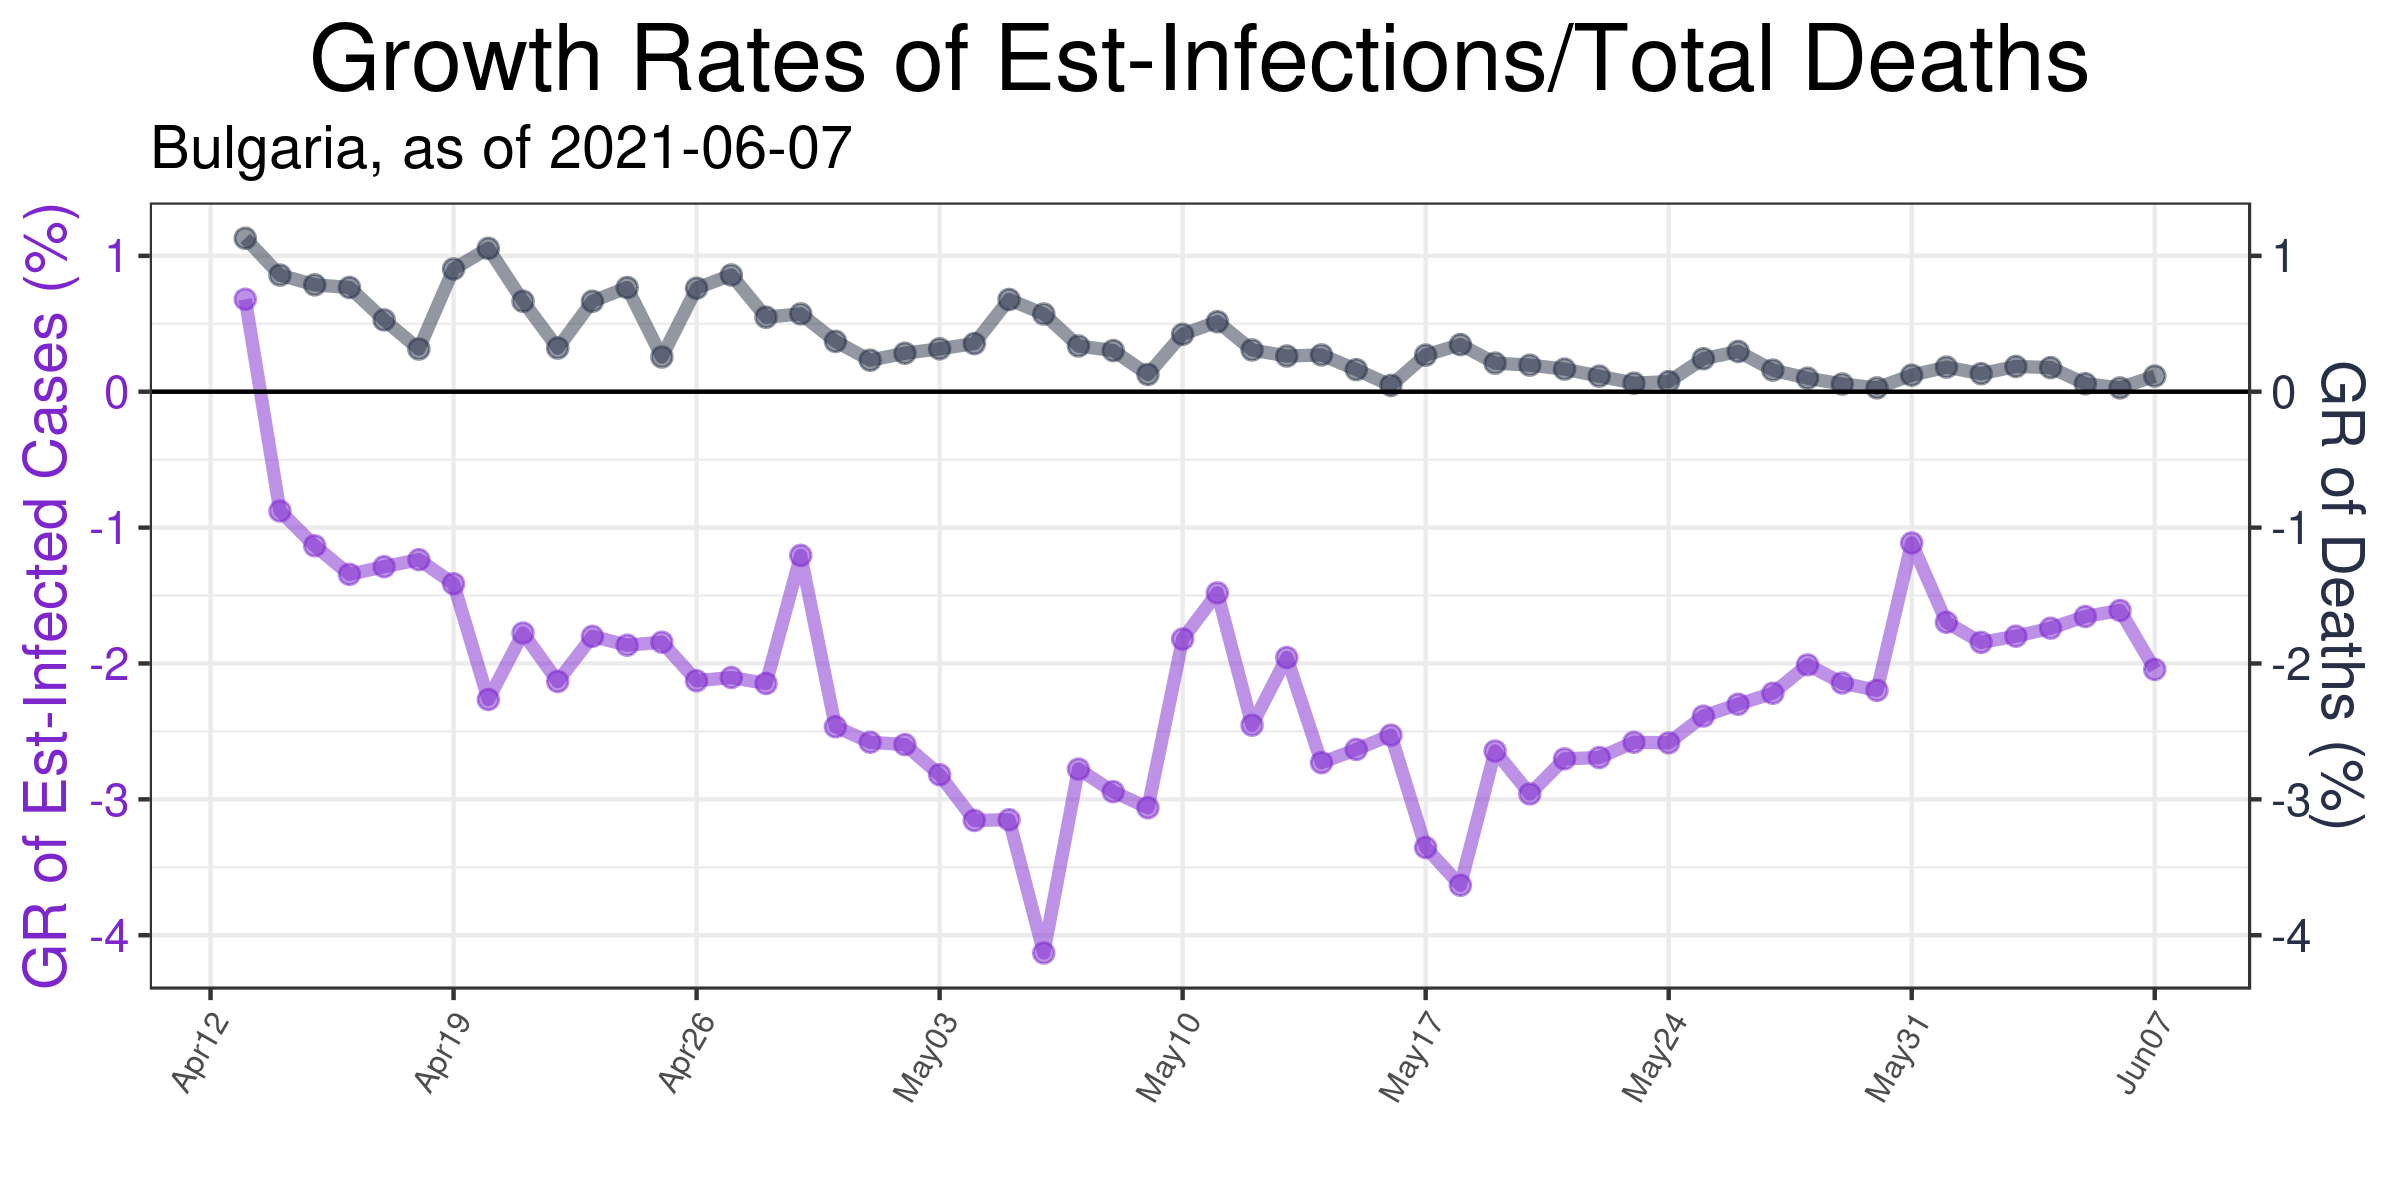 Growth Rates of Est-Infections/Total Deaths
Bulgaria, as of 2021-06-07
GR of Est-Infected Cases (%)
1
0
-1
-2
-3
-4
1
0
-1
-2
-3
-4
GR of Deaths (%)
Apr12
Apr19
Apr26
May03
May10
May17
May24
May31
Jun07